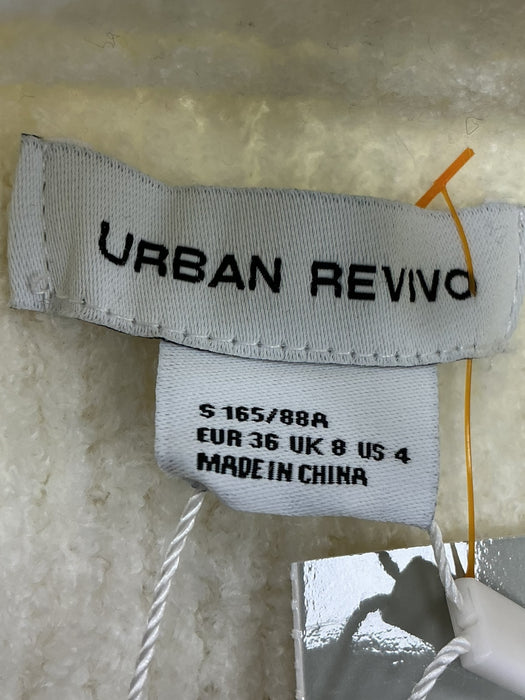 URBAN REVIVO
S 165/88A
EUR 36 UK 8 US 4
MADE IN CHINA